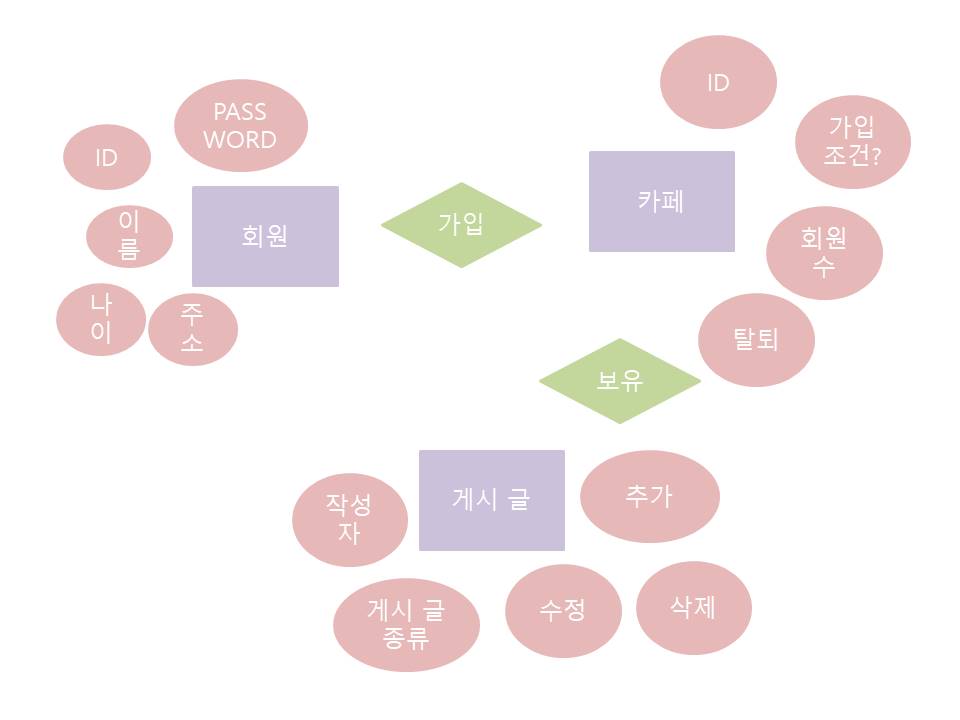 ID
PASS
WORD
가입
조건?
ID
카페
이
름
회원
가입
회원
수
나
이
주
소
탈퇴
보유
작성
자
게시 글
추가
게시 글
종류
수정
삭제